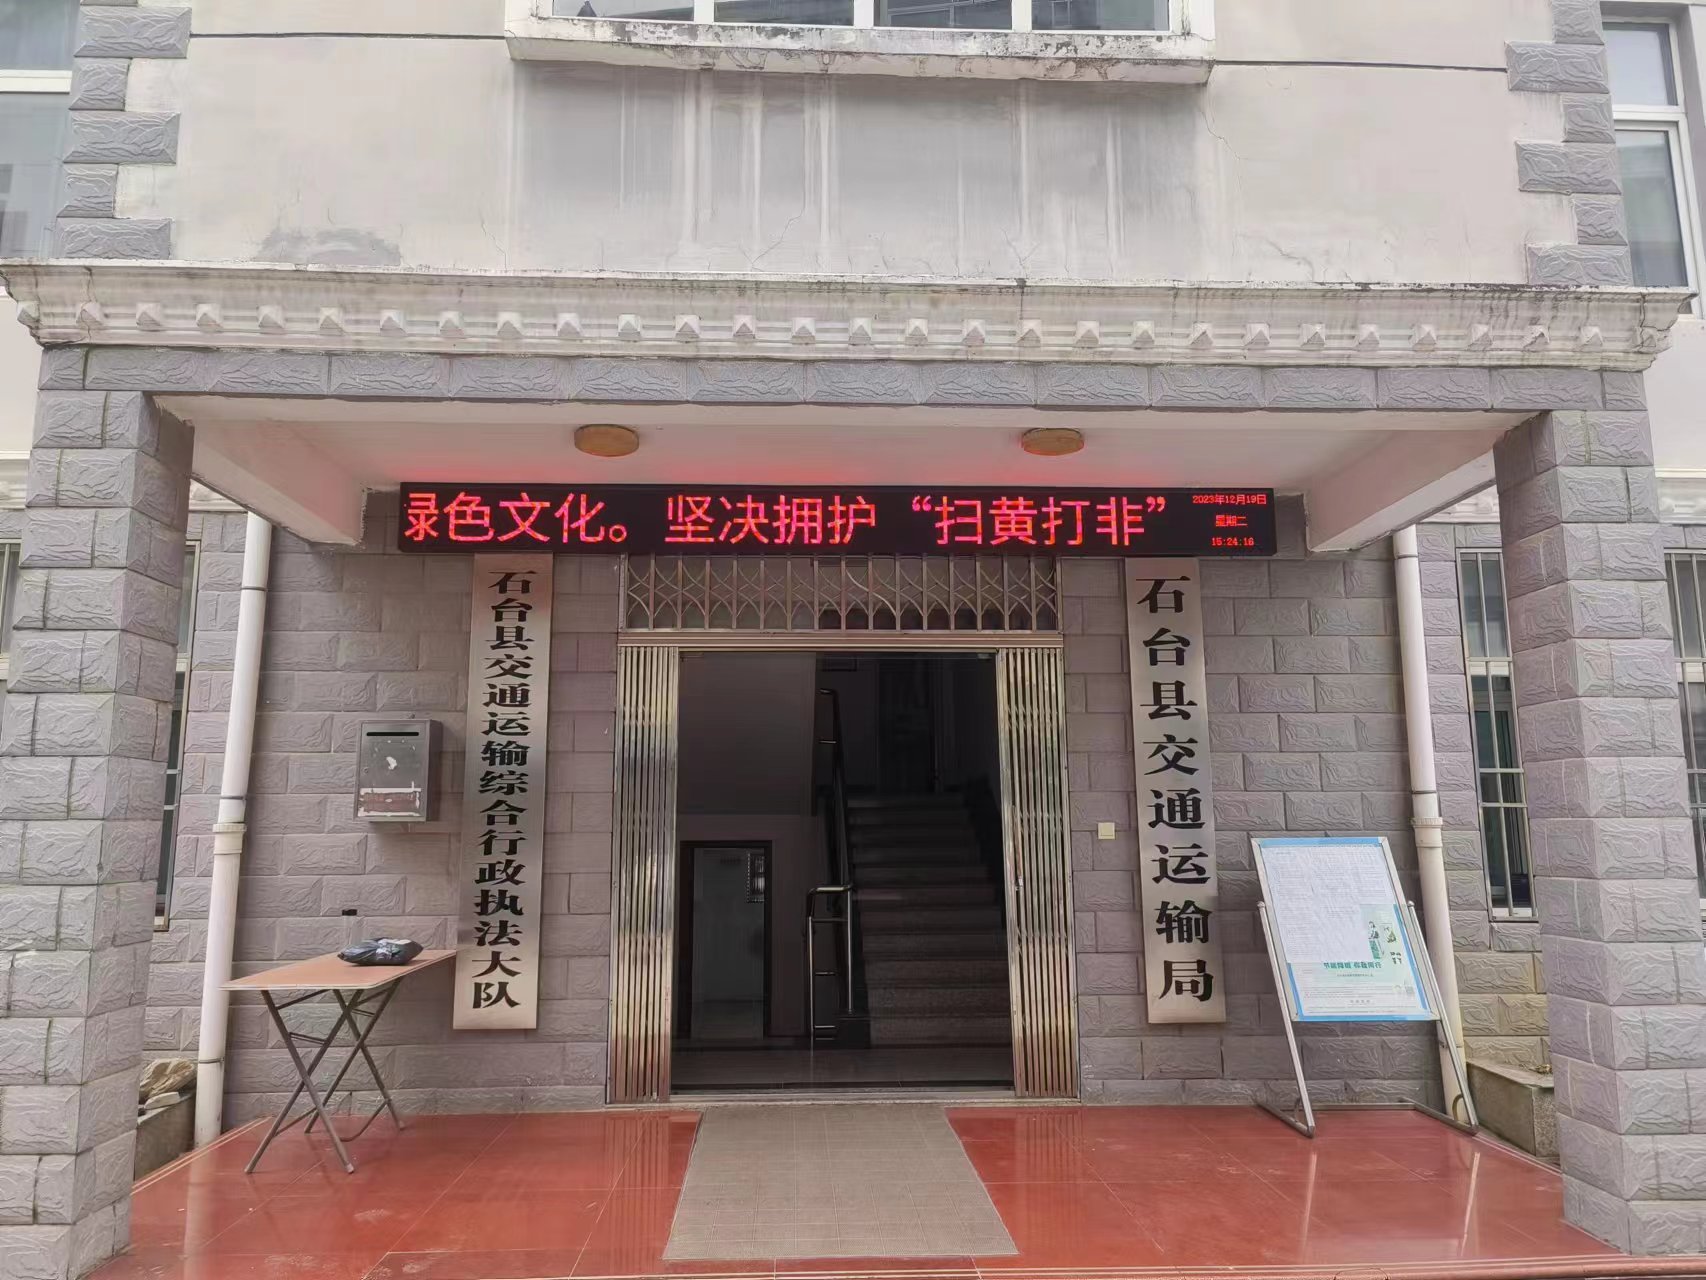 绿色文化。坚决拥护“扫黄打非”
2023年12月19日
星期二
15:24:16
石台县交通运输综合行政执法大队
石台县交通运输局